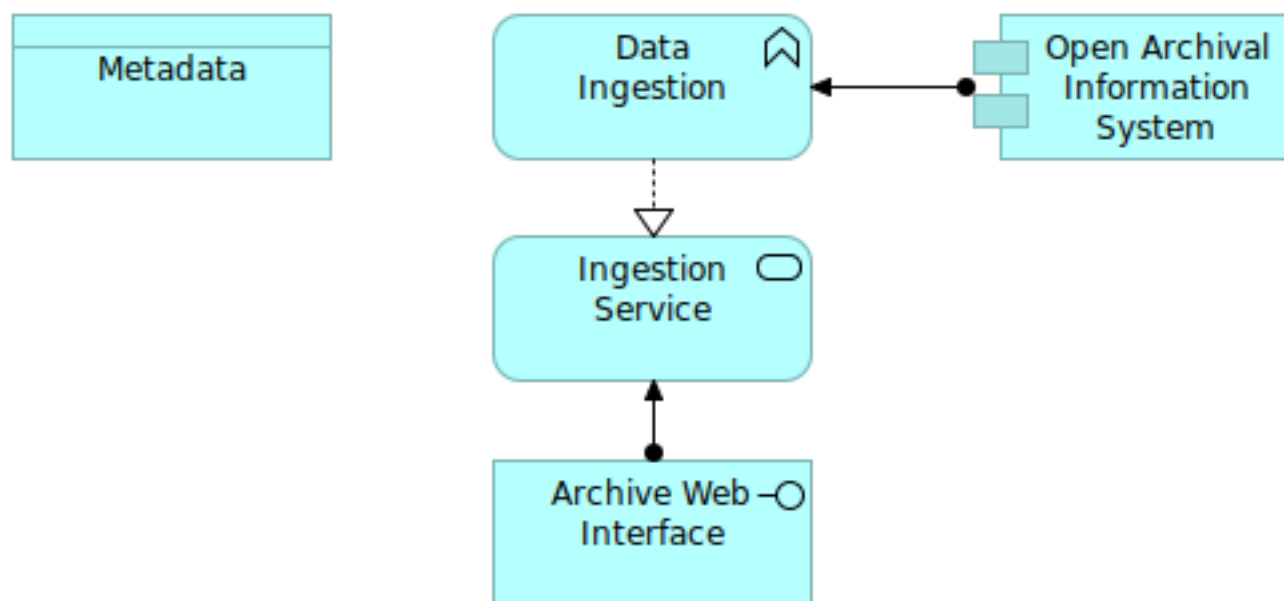 Metadata
Data
Ingestion
Open Archival
Information
System
Ingestion
Service
Archive Web
Interface